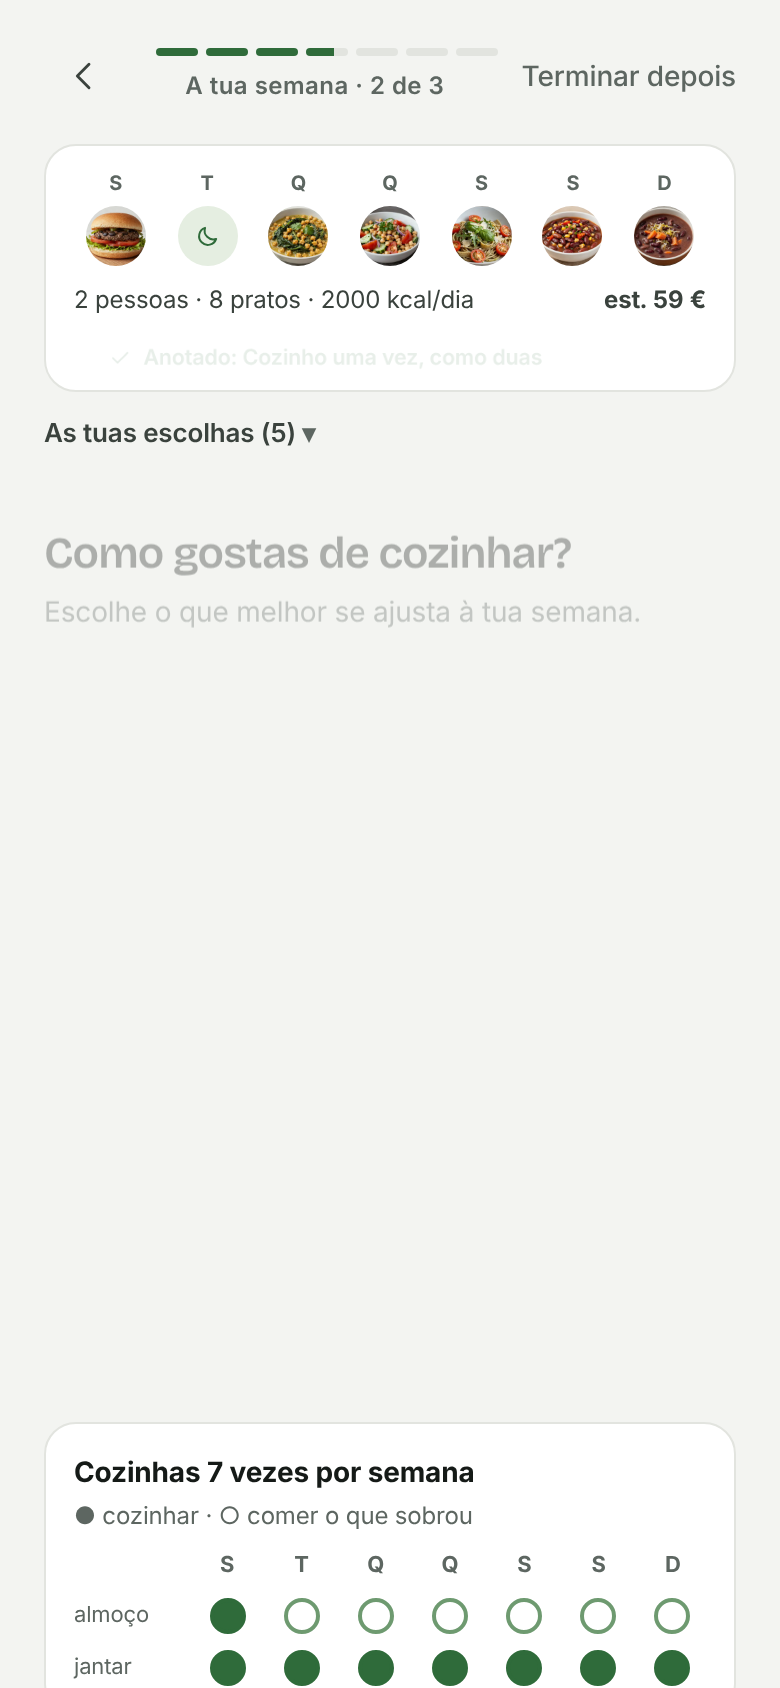 A tua semana · 2 de 3
Terminar depois
S T Q Q S S D
2 pessoas · 8 pratos · 2000 kcal/dia est. 59 €
✓ Anotado: Cozinho uma vez, como duas
As tuas escolhas (5) ▾
Como gostas de cozinhar?
Escolhe o que melhor se ajusta à tua semana.
Cozinhas 7 vezes por semana
● cozinhar · ○ comer o que sobrou
S T Q Q S S D
almoço
jantar